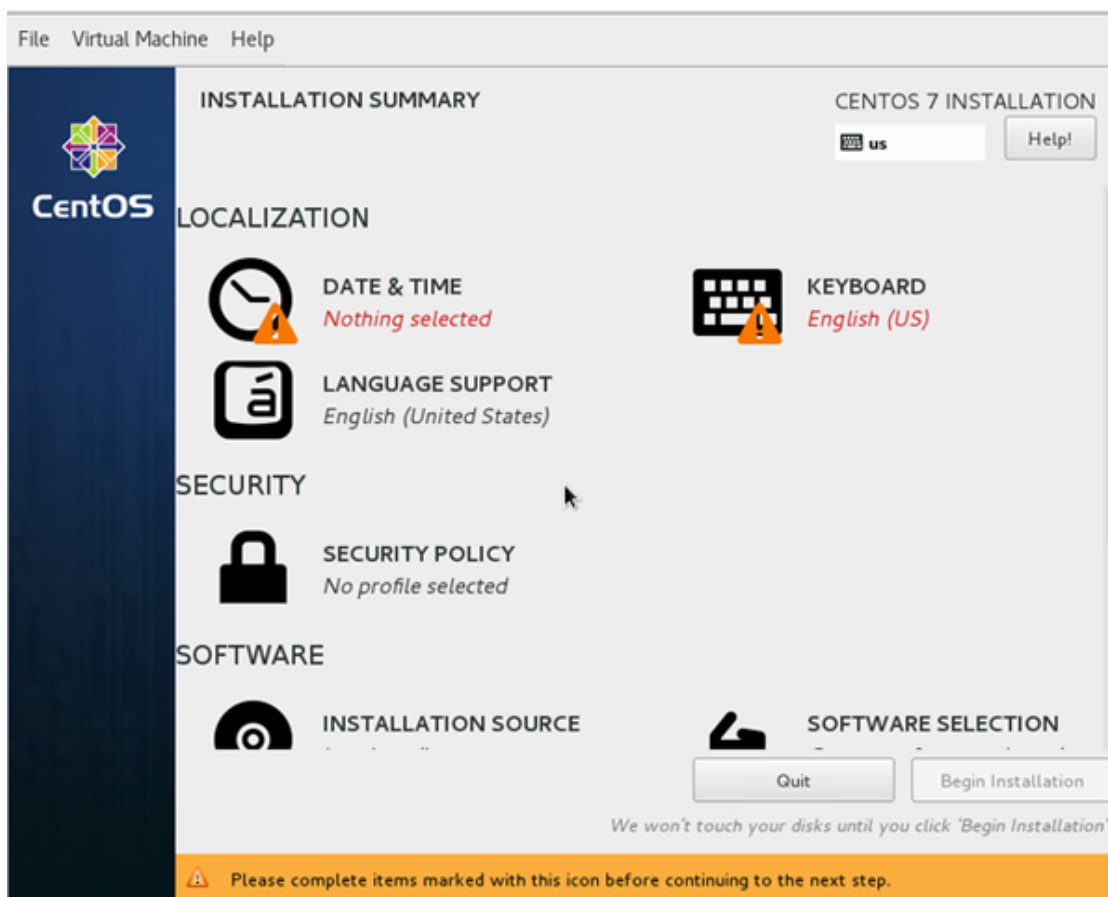 File Virtual Machine Help
INSTALLATION SUMMARY
CENTOS 7 INSTALLATION
us
Help!
CentOS
LOCALIZATION
DATE & TIME
Nothing selected
KEYBOARD
English (US)
LANGUAGE SUPPORT
English (United States)
SECURITY
SECURITY POLICY
No profile selected
SOFTWARE
INSTALLATION SOURCE
SOFTWARE SELECTION
Quit
Begin Installation
We won't touch your disks until you click 'Begin Installation'
Please complete items marked with this icon before continuing to the next step.